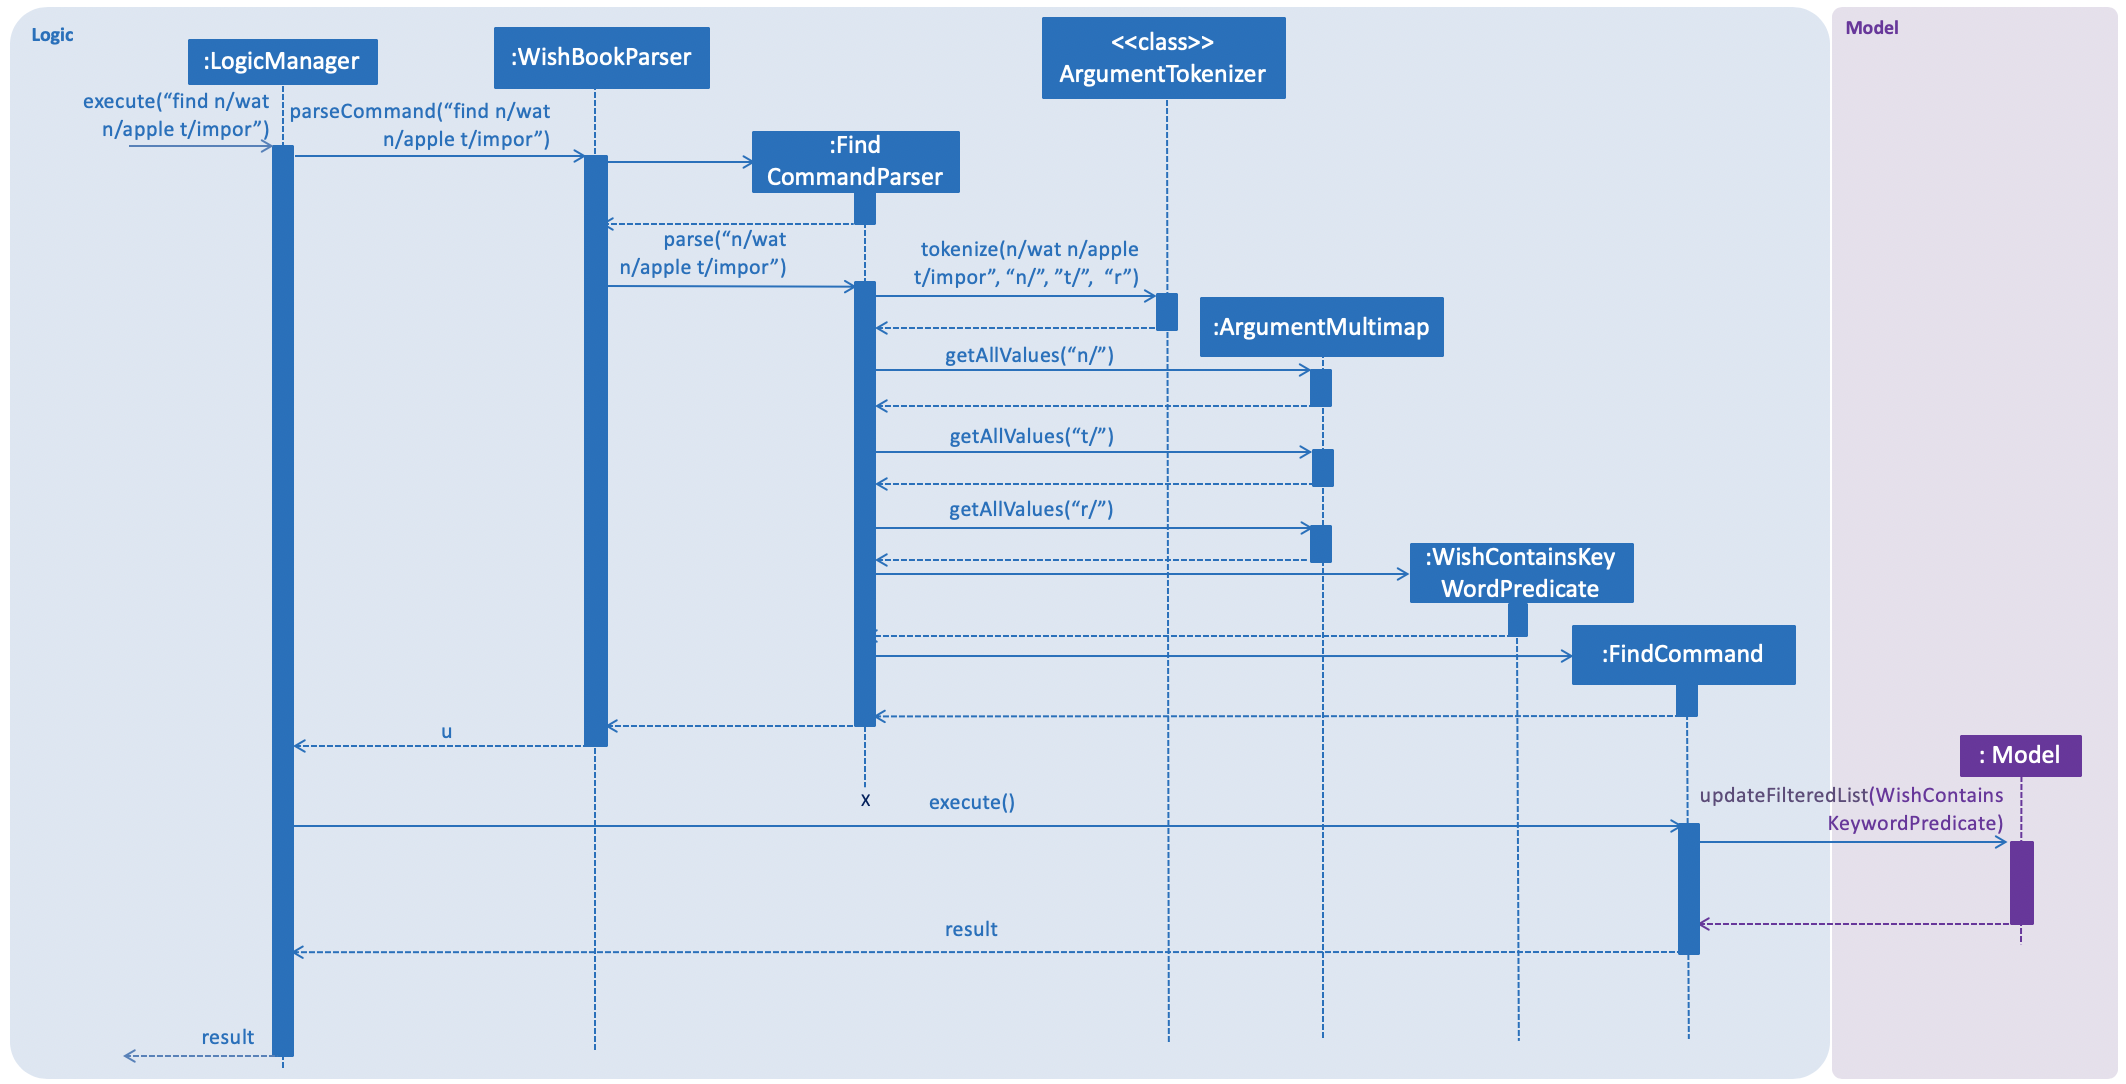 Logic
Model
:LogicManager
:WishBookParser
<<class>>
ArgumentTokenizer
execute(“find n/wat
n/apple t/impor”)
parseCommand(“find n/wat
n/apple t/impor”)
:Find
CommandParser
parse(“n/wat
n/apple t/impor”)
tokenize(n/wat n/apple
t/impor”, “n/”, ”t/”,  “r”)
:ArgumentMultimap
getAllValues(“n/”)
getAllValues(“t/”)
getAllValues(“r/”)
:WishContainsKey
WordPredicate
:FindCommand
u
: Model
x
execute()
updateFilteredList(WishContains
KeywordPredicate)
result
result